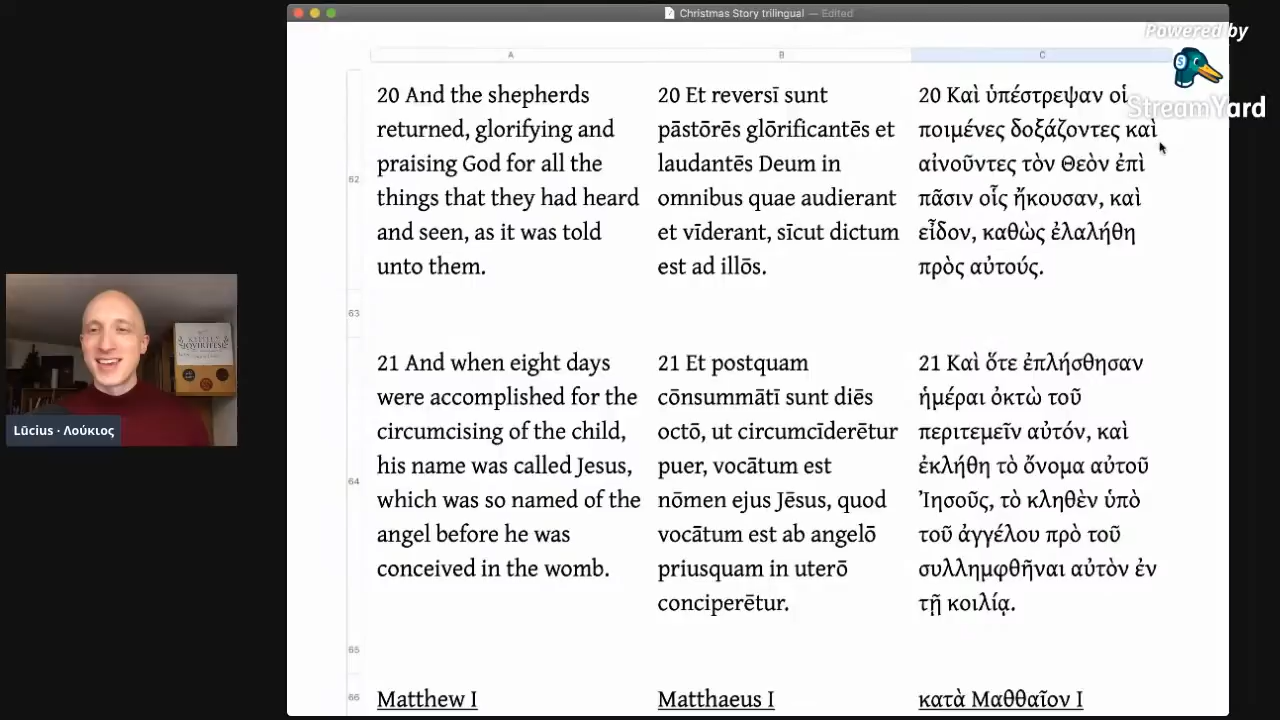 Christmas Story trilingual — Edited
Powered by
StreamYard
A
B
C
62
20 And the shepherds
returned, glorifying and
praising God for all the
things that they had heard
and seen, as it was told
unto them.
20 Et reversī sunt
pāstōrēs glōrificantēs et
laudantēs Deum in
omnibus quae audierant
et vīderant, sīcut dictum
est ad illōs.
20 Καὶ ὑπέστρεψαν οἱ
ποιμένες δοξάζοντες καὶ
αἰνοῦντες τὸν Θεὸν ἐπὶ
πᾶσιν οἷς ἤκουσαν, καὶ
εἶδον, καθὼς ἐλαλήθη
πρὸς αὐτούς.
63
64
21 And when eight days
were accomplished for the
circumcising of the child,
his name was called Jesus,
which was so named of the
angel before he was
conceived in the womb.
21 Et postquam
cōnsummātī sunt diēs
octō, ut circumcīderētur
puer, vocātum est
nōmen ejus Jēsus, quod
vocātum est ab angelō
priusquam in uterō
conciperētur.
21 Καὶ ὅτε ἐπλήσθησαν
ἡμέραι ὀκτὼ τοῦ
περιτεμεῖν αὐτόν, καὶ
ἐκλήθη τὸ ὄνομα αὐτοῦ
Ἰησοῦς, τὸ κληθὲν ὑπὸ
τοῦ ἀγγέλου πρὸ τοῦ
συλλημφθῆναι αὐτὸν ἐν
τῇ κοιλίᾳ.
65
66
Matthew I
Matthaeus I
κατὰ Μαθθαῖον I
Lūcius · Λούκιος